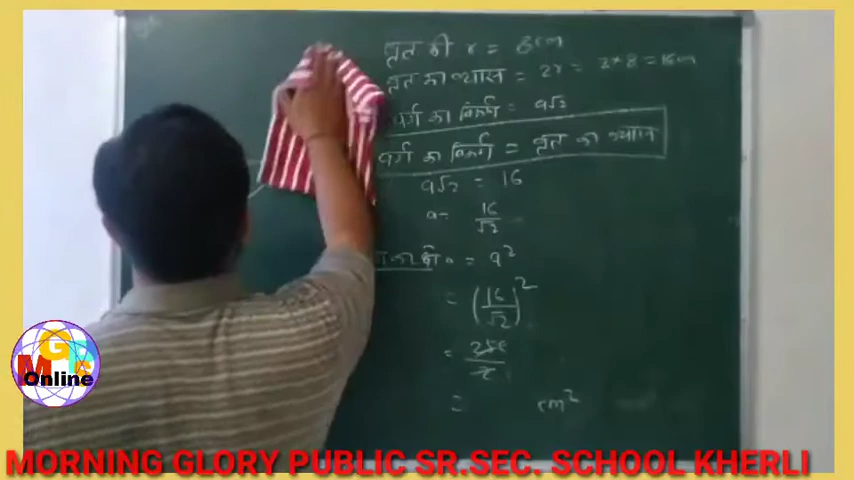 वृत की r = 8cm
वृत का व्यास = 2r = 2*8 = 16cm
वर्ग का विकर्ण = a√2
वर्ग का विकर्ण = वृत का व्यास
a√2 = 16
a = 16/√2
= a²
= (16/√2)²
= 256/2
= cm²
MGPS
Online
MORNING GLORY PUBLIC SR.SEC. SCHOOL KHERLI